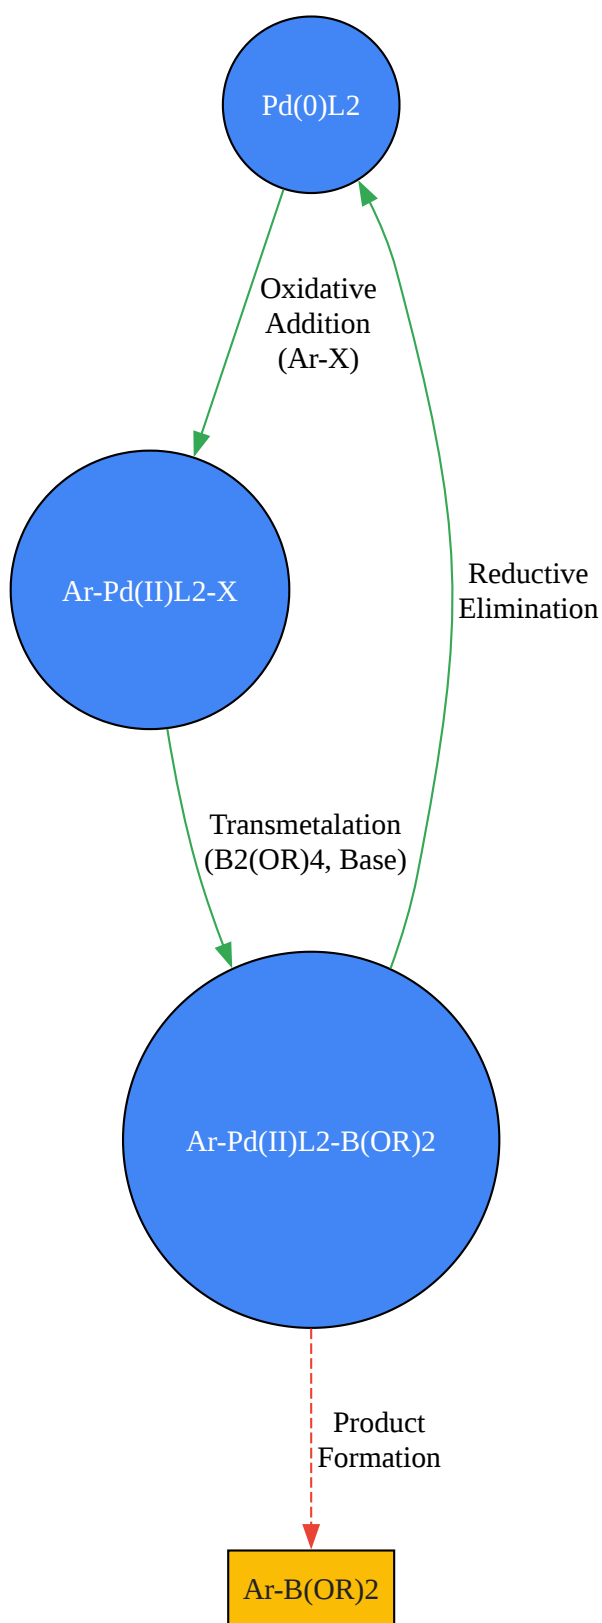 Pd(0)L2
Oxidative
Addition
(Ar-X)
Ar-Pd(II)L2-X
Reductive
Elimination
Transmetalation
(B2(OR)4, Base)
Ar-Pd(II)L2-B(OR)2
Product
Formation
Ar-B(OR)2